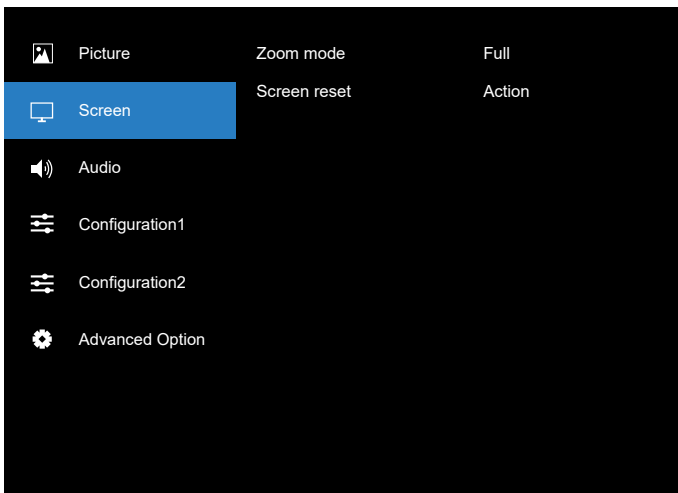 Picture
Zoom mode
Full
Screen
Screen reset
Action
Audio
Configuration1
Configuration2
Advanced Option